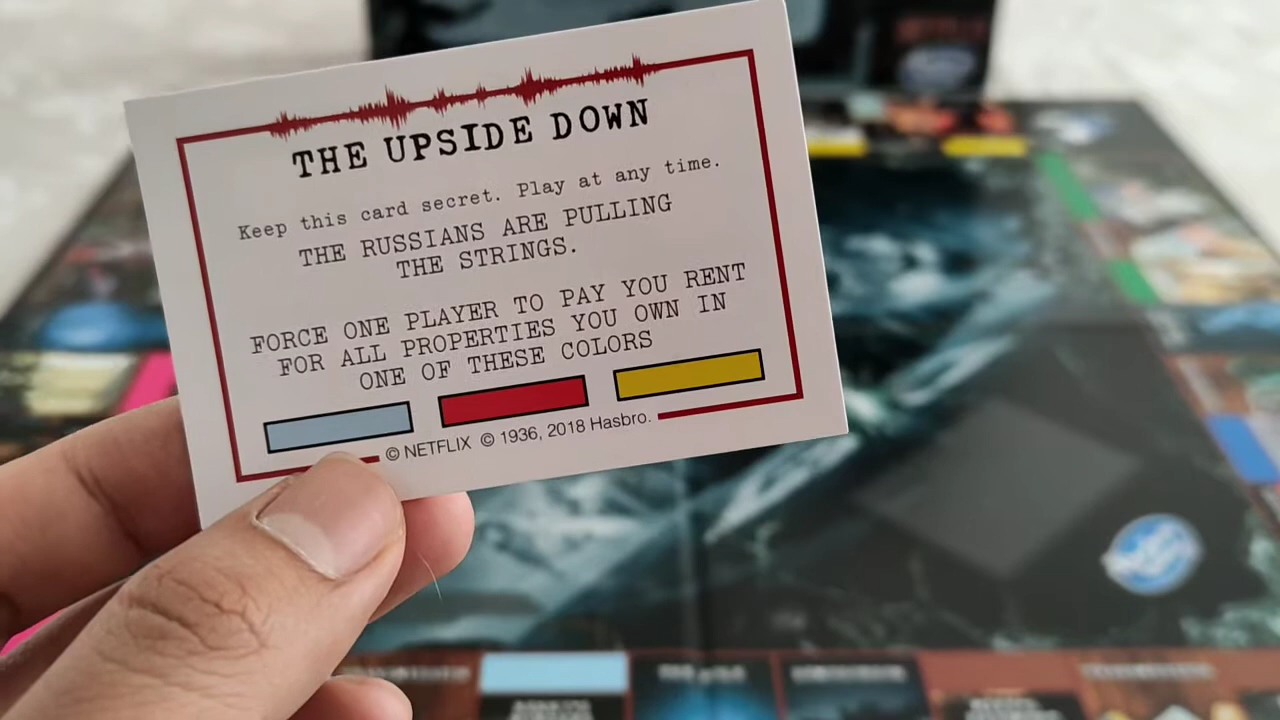 THE UPSIDE DOWN
Keep this card secret. Play at any time.
THE RUSSIANS ARE PULLING
THE STRINGS.
FORCE ONE PLAYER TO PAY YOU RENT
FOR ALL PROPERTIES YOU OWN IN
ONE OF THESE COLORS
© NETFLIX © 1936, 2018 Hasbro.